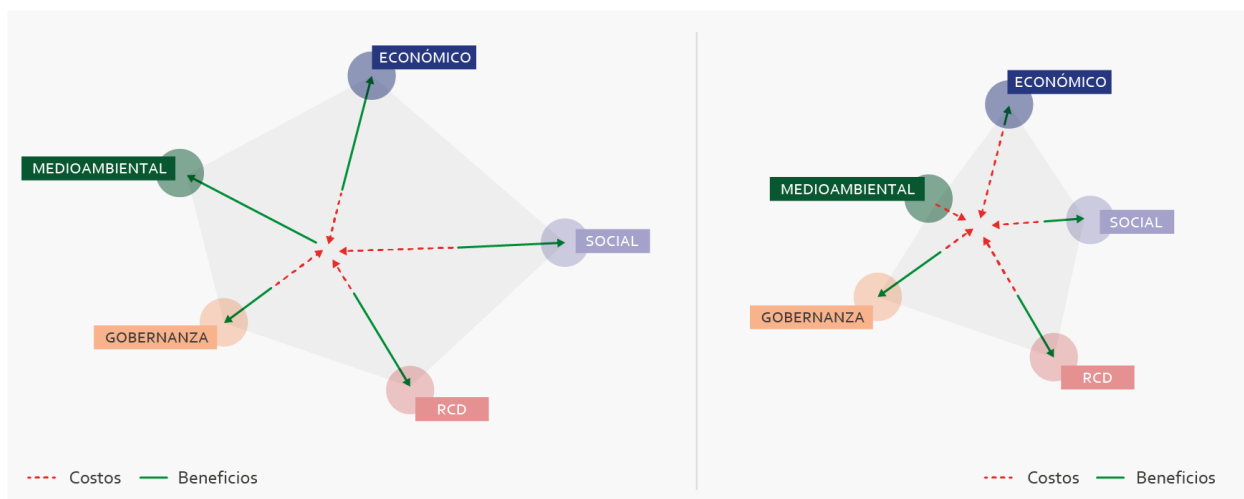 ECONÓMICO
MEDIOAMBIENTAL
SOCIAL
GOBERNANZA
RCD
Costos
Beneficios
ECONÓMICO
MEDIOAMBIENTAL
SOCIAL
GOBERNANZA
RCD
Costos
Beneficios